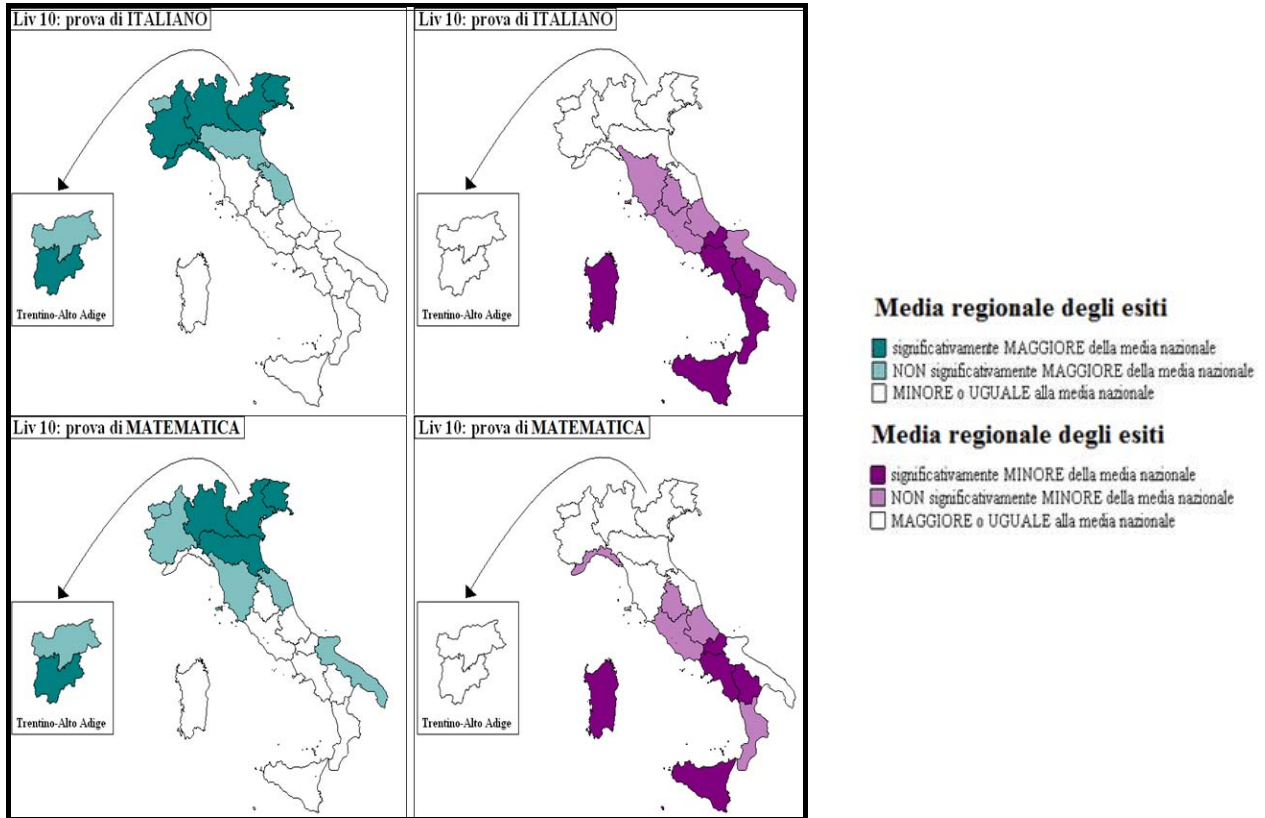 Liv 10: prova di ITALIANO
Liv 10: prova di ITALIANO
Trentino-Alto Adige
Trentino-Alto Adige
Liv 10: prova di MATEMATICA
Liv 10: prova di MATEMATICA
Trentino-Alto Adige
Trentino-Alto Adige
Media regionale degli esiti
significativamente MAGGIORE della media nazionale
NON significativamente MAGGIORE della media nazionale
MINORE o UGUALE alla media nazionale
Media regionale degli esiti
significativamente MINORE della media nazionale
NON significativamente MINORE della media nazionale
MAGGIORE o UGUALE alla media nazionale